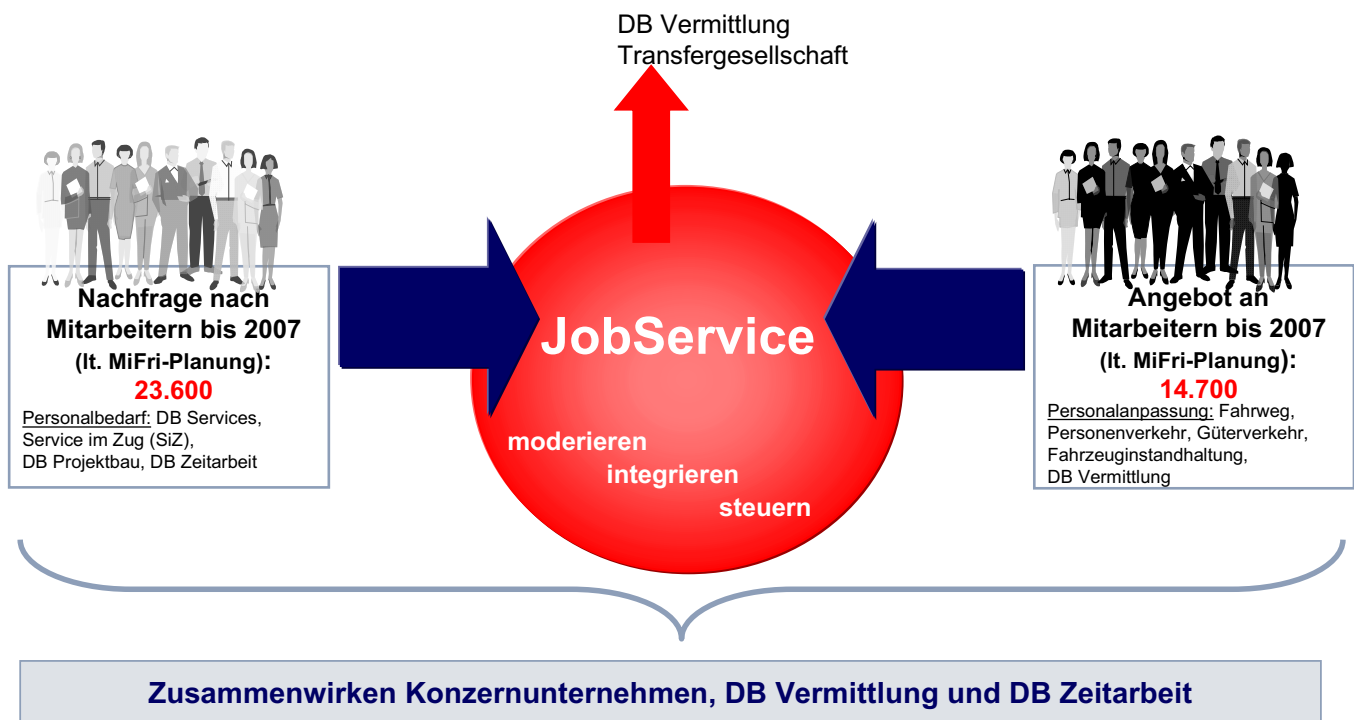 DB Vermittlung
Transfergesellschaft
Nachfrage nach
Mitarbeitern bis 2007
(lt. MiFri-Planung):
23.600
Personalbedarf: DB Services,
Service im Zug (SiZ),
DB Projektbau, DB Zeitarbeit
JobService
moderieren
integrieren
steuern
Angebot an
Mitarbeitern bis 2007
(lt. MiFri-Planung):
14.700
Personalanpassung: Fahrweg,
Personenverkehr, Güterverkehr,
Fahrzeuginstandhaltung,
DB Vermittlung
Zusammenwirken Konzernunternehmen, DB Vermittlung und DB Zeitarbeit